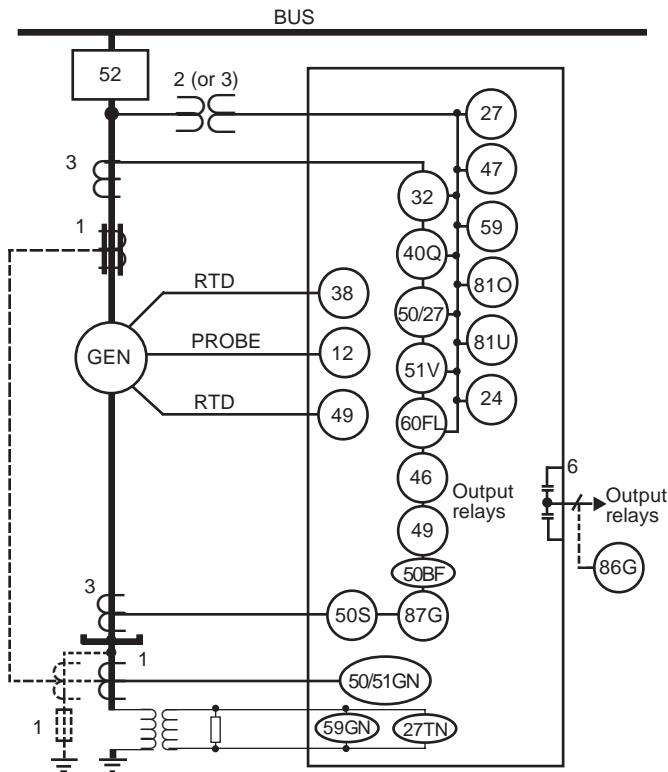 BUS
52
2 (or 3)
27
3
47
32
1
59
40Q
RTD
38
81O
50/27
PROBE
GEN
12
81U
51V
RTD
49
24
60FL
46
6
Output
relays
Output
relays
49
86G
50BF
3
50S
87G
1
50/51GN
1
59GN
27TN